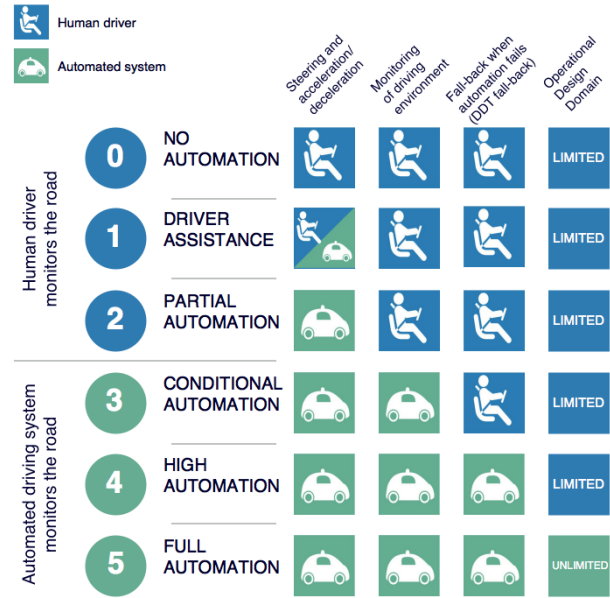 Human driver
Automated system
Steering and
acceleration/
deceleration
Monitoring
of driving
environment
Fall-back when
automation fails
(DDT fall-back)
Operational
Design
Domain
Human driver
monitors the road
0
NO
AUTOMATION
LIMITED
1
DRIVER
ASSISTANCE
LIMITED
2
PARTIAL
AUTOMATION
LIMITED
Automated driving system
monitors the road
3
CONDITIONAL
AUTOMATION
LIMITED
4
HIGH
AUTOMATION
LIMITED
5
FULL
AUTOMATION
UNLIMITED